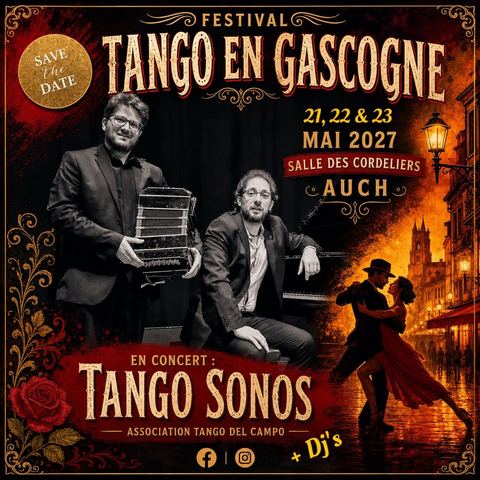 FESTIVAL
SAVE
the
DATE
TANGO EN GASCOGNE
21, 22 & 23
MAI 2027
SALLE DES CORDELIERS
AUCH
EN CONCERT :
TANGO SONOS
ASSOCIATION TANGO DEL CAMPO
+ Dj's